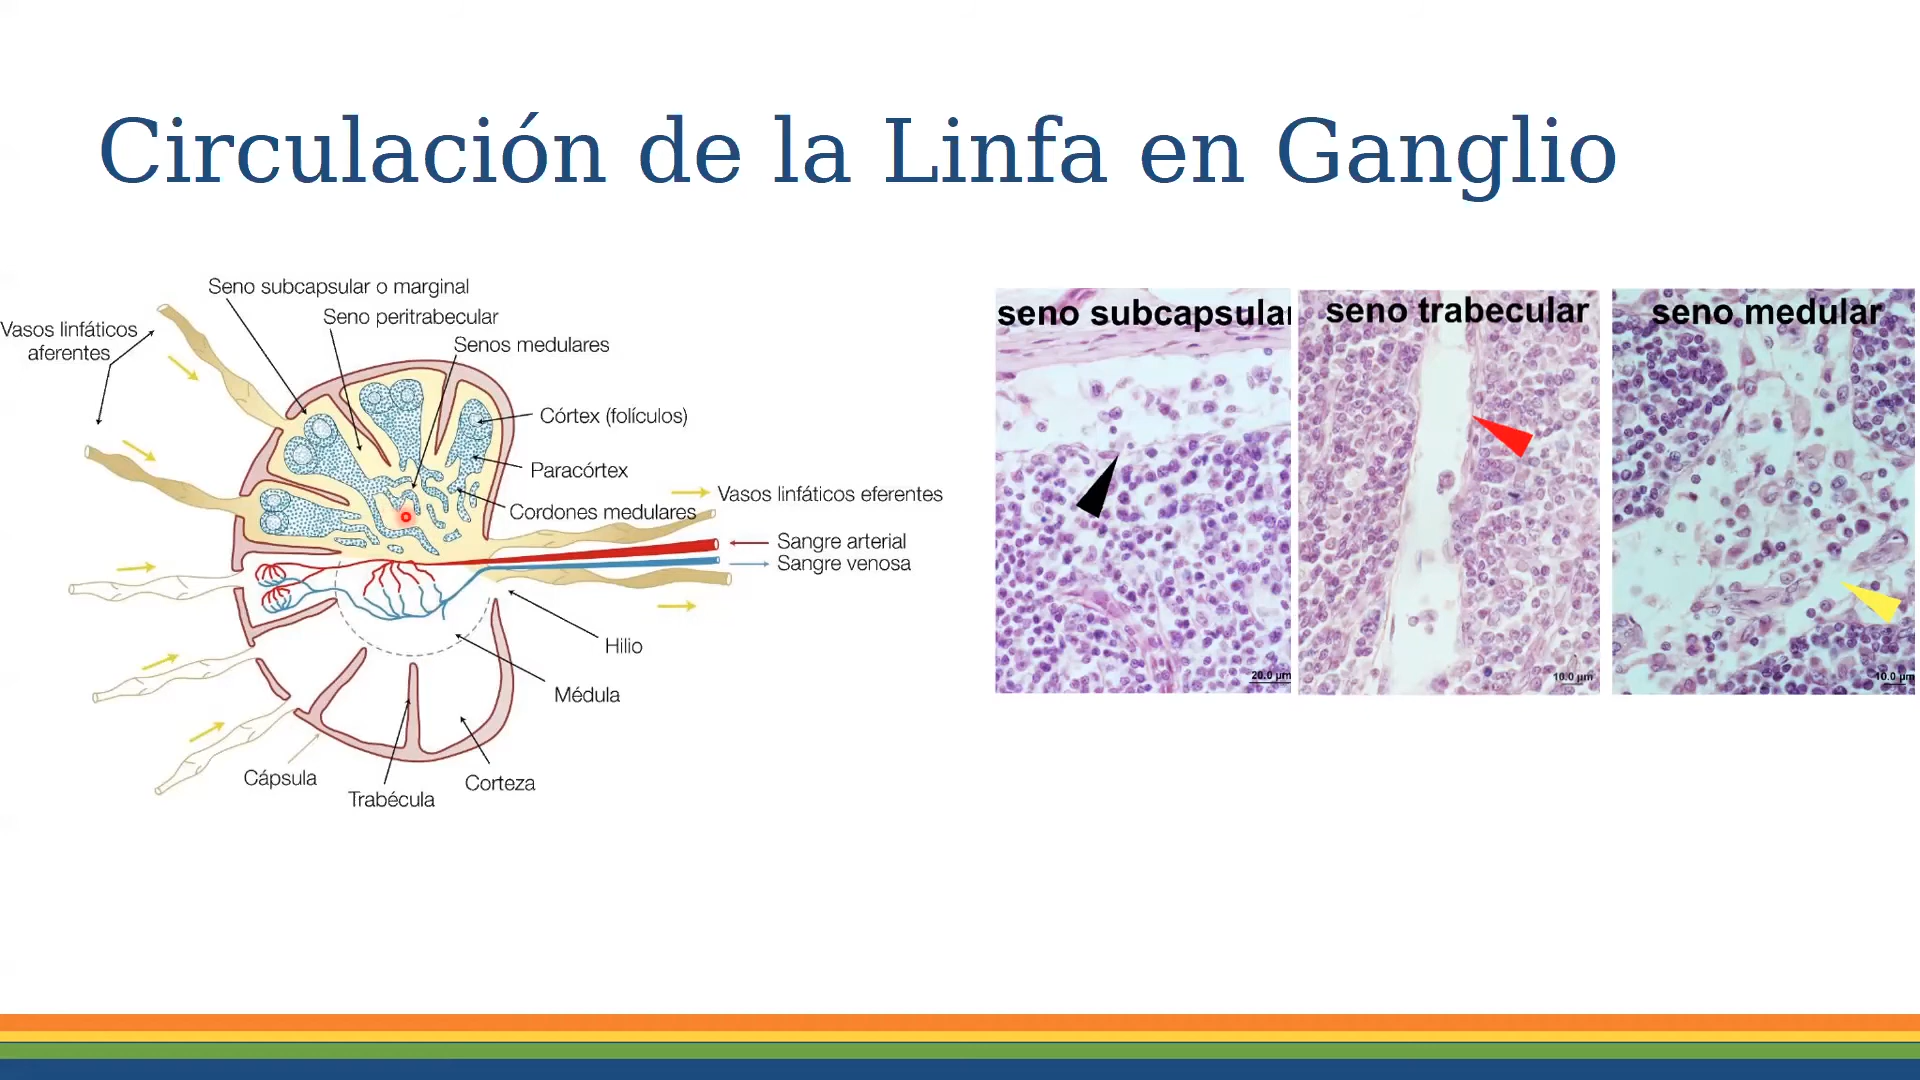 Circulación de la Linfa en Ganglio
Seno subcapsular o marginal
Seno peritrabecular
Senos medulares
Vasos linfáticos
aferentes
Córtex (folículos)
Paracórtex
Cordones medulares
Vasos linfáticos eferentes
Sangre arterial
Sangre venosa
Hilio
Médula
Cápsula
Trabécula
Corteza
seno subcapsular
20.0 µm
seno trabecular
10.0 µm
seno medular
10.0 µm